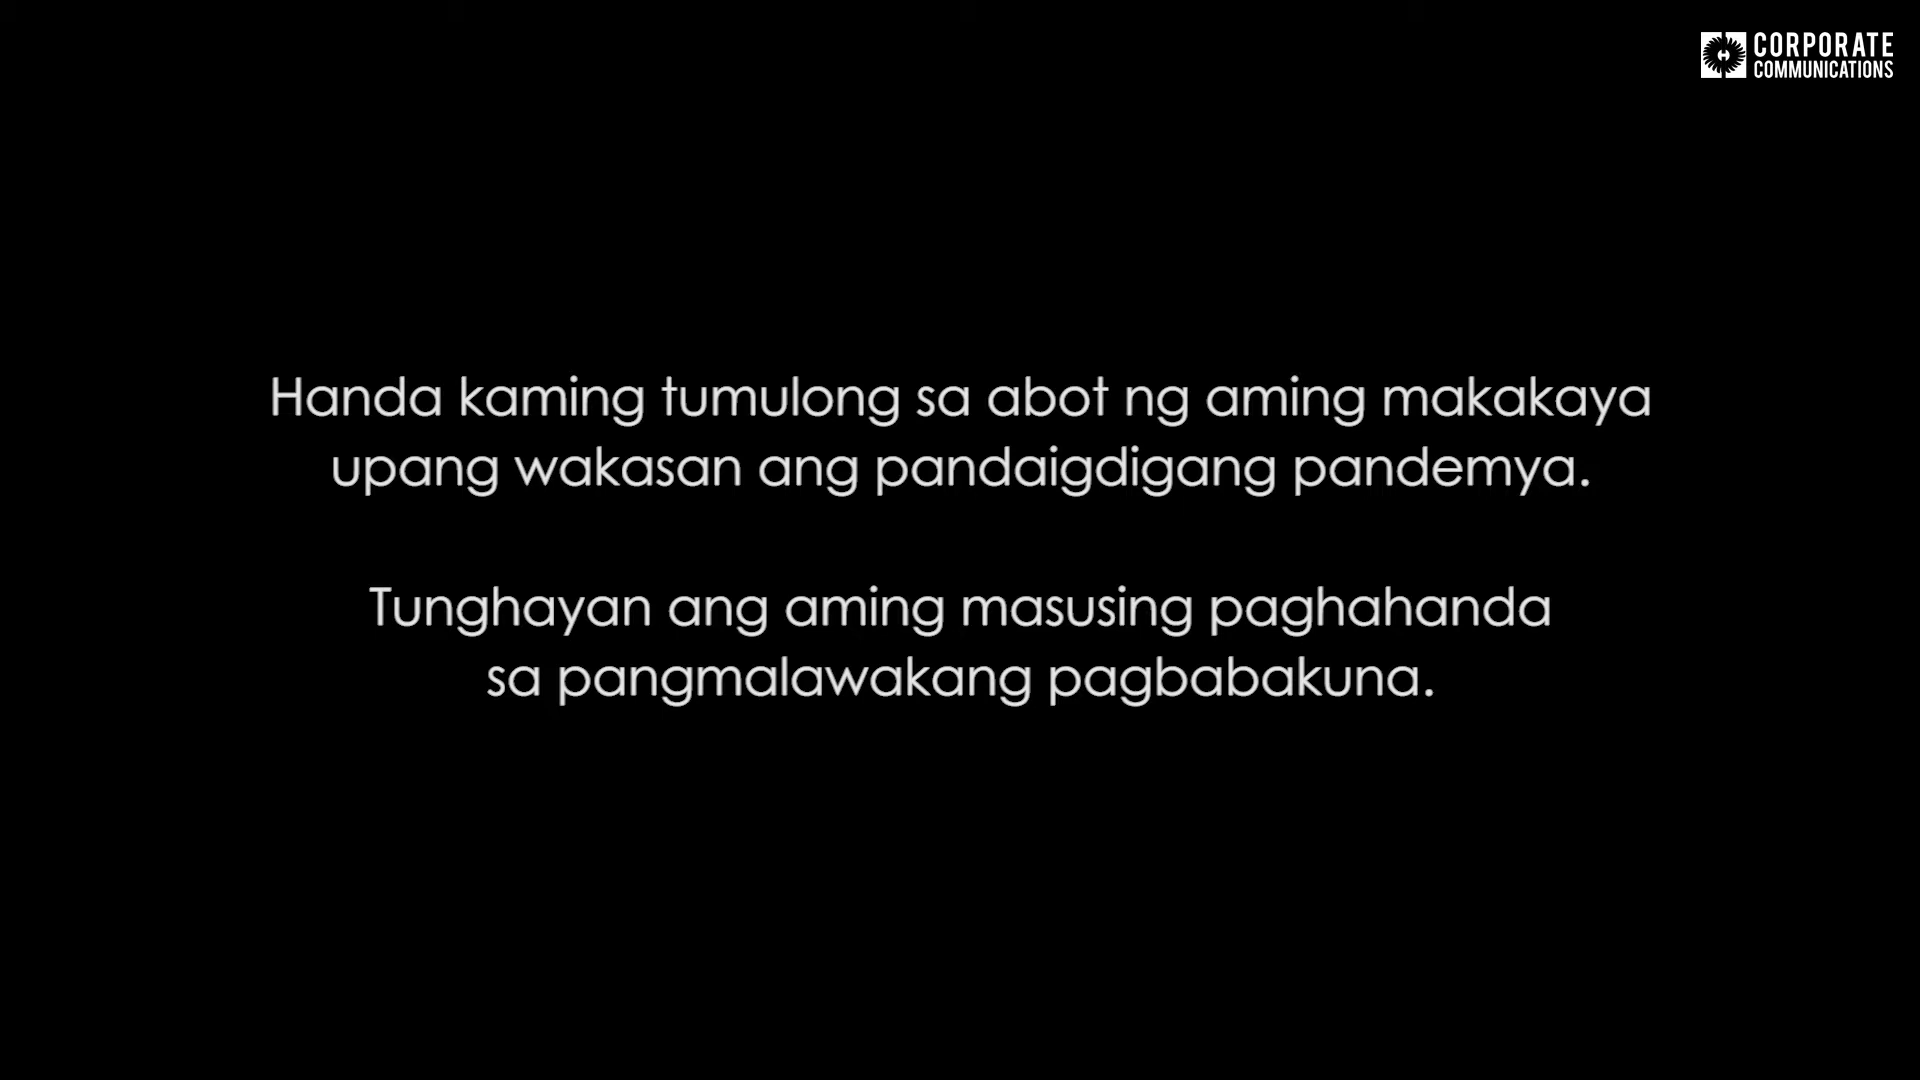 CORPORATE
COMMUNICATIONS
Handa kaming tumulong sa abot ng aming makakaya
upang wakasan ang pandaigdigang pandemya.
Tunghayan ang aming masusing paghahanda
sa pangmalawakang pagbabakuna.